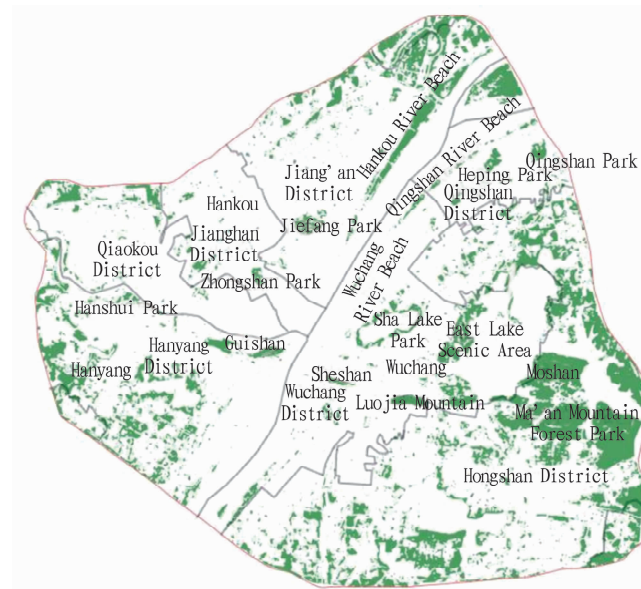 Hankou River Beach
Qingshan River Beach
Qingshan Park
Heping Park
Qingshan
District
Jiang'an
District
Hankou
Jiefang Park
Jianghan
District
Qiaokou
District
Zhongshan Park
Wuchang
River Beach
Hanshui Park
Sha Lake
Park
East Lake
Scenic Area
Guishan
Hanyang
District
Hanyang
Wuchang
Moshan
Sheshan
Wuchang
District
Luojia Mountain
Ma'an Mountain
Forest Park
Hongshan District